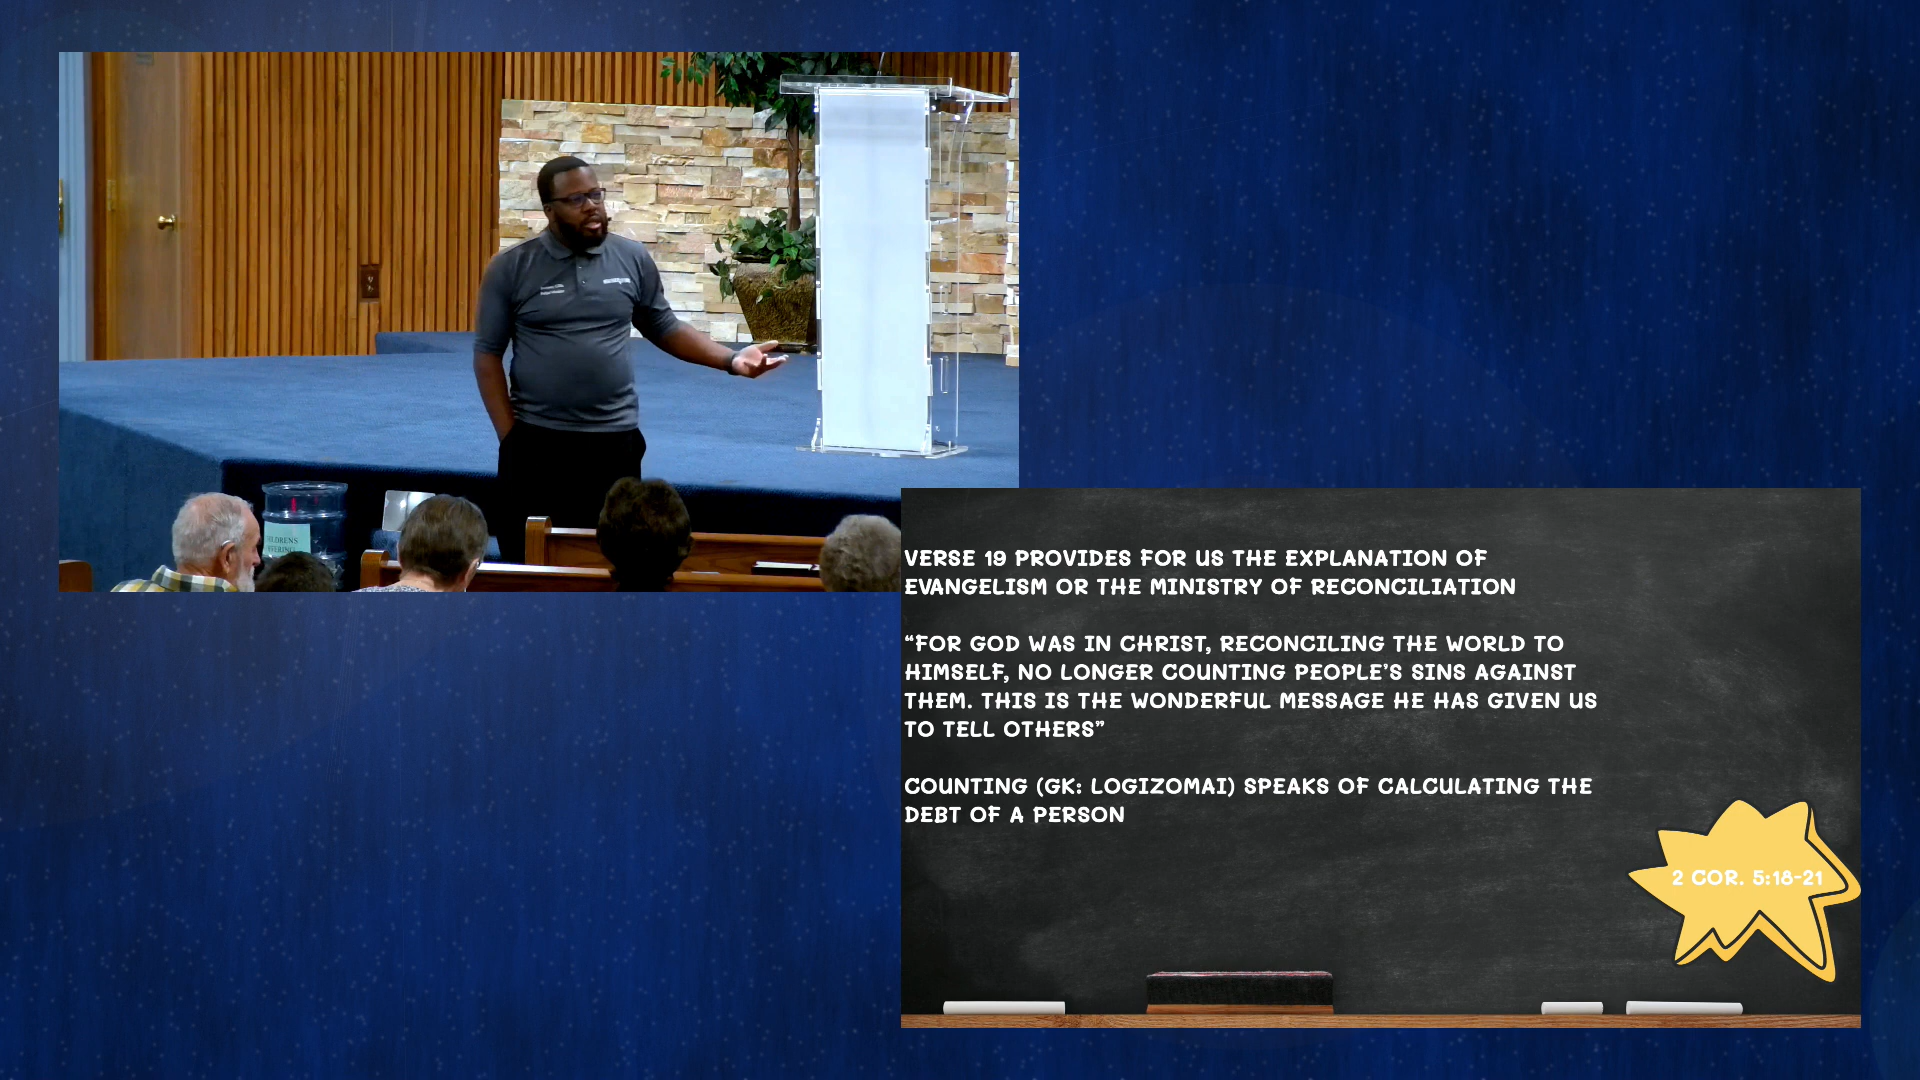 VERSE 19 PROVIDES FOR US THE EXPLANATION OF
EVANGELISM OR THE MINISTRY OF RECONCILIATION
“FOR GOD WAS IN CHRIST, RECONCILING THE WORLD TO
HIMSELF, NO LONGER COUNTING PEOPLE’S SINS AGAINST
THEM. THIS IS THE WONDERFUL MESSAGE HE HAS GIVEN US
TO TELL OTHERS”
COUNTING (GK: LOGIZOMAI) SPEAKS OF CALCULATING THE
DEBT OF A PERSON
2 COR. 5:18-21